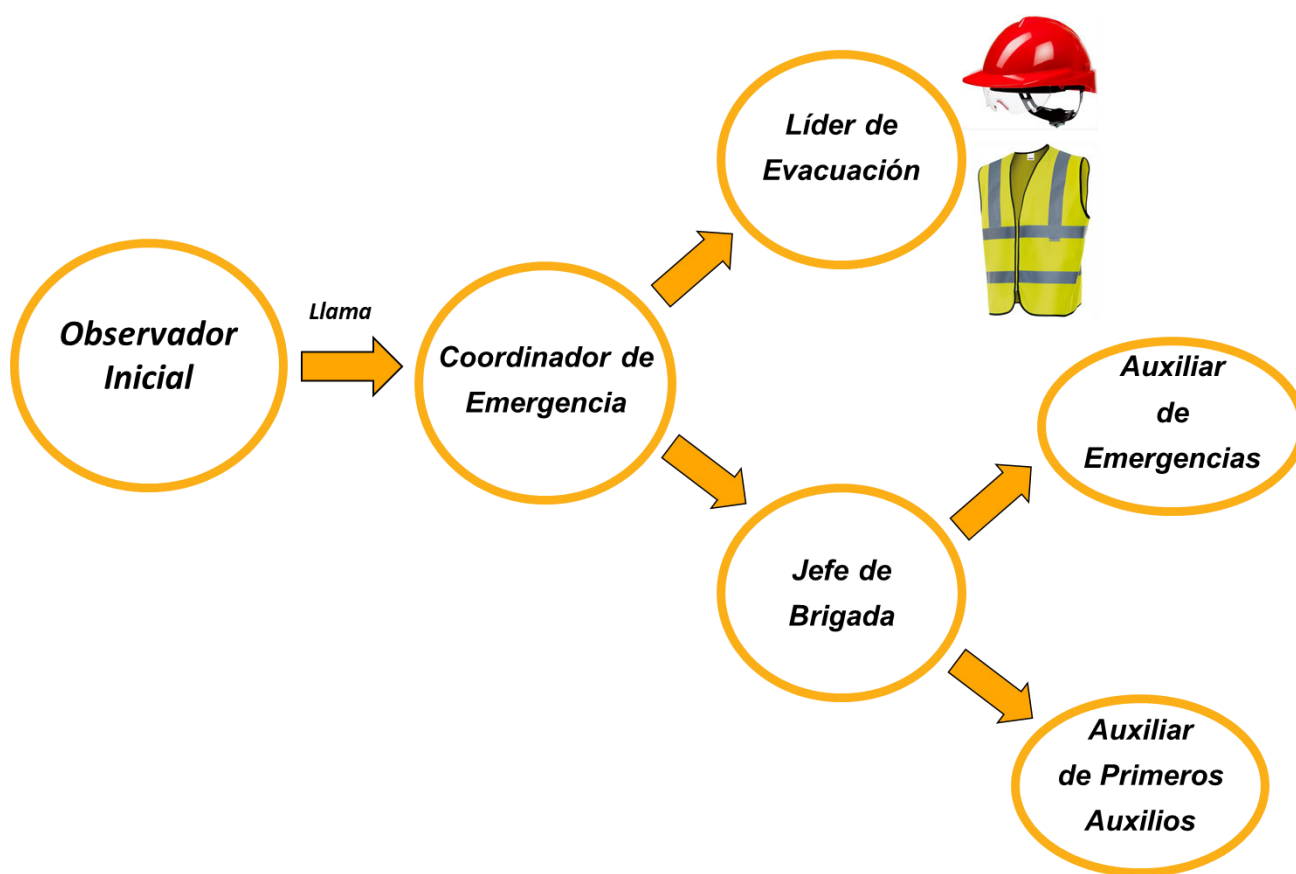 Líder de
Evacuación
Observador
Inicial
Llama
Coordinador de
Emergencia
Auxiliar
de
Emergencias
Jefe de
Brigada
Auxiliar
de Primeros
Auxilios